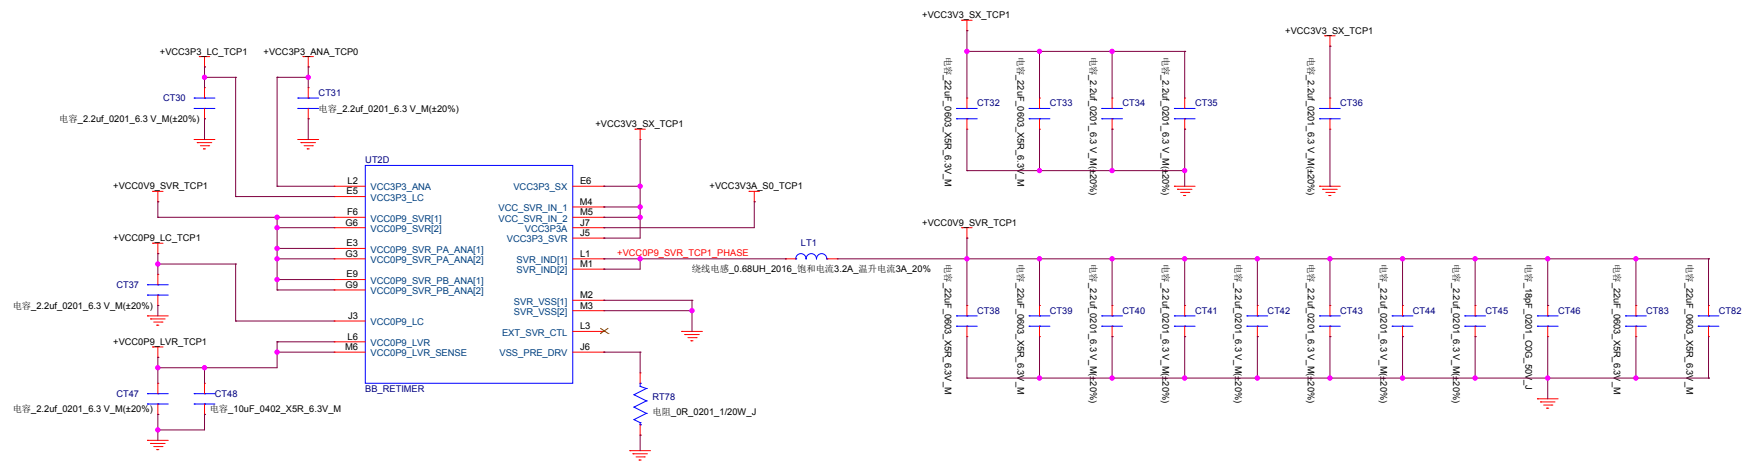 +VCC3P3_LC_TCP1
+VCC3P3_ANA_TCP0
CT30
电容_2.2uf_0201_6.3 V_M(±20%)
CT31
电容_2.2uf_0201_6.3 V_M(±20%)
+VCC3V3_SX_TCP1
UT2D
+VCC0V9_SVR_TCP1
+VCC3V3A_S0_TCP1
L2
VCC3P3_ANA
E5
VCC3P3_LC
F6
VCC0P9_SVR[1]
G6
VCC0P9_SVR[2]
E3
VCC0P9_SVR_PA_ANA[1]
G3
VCC0P9_SVR_PA_ANA[2]
E9
VCC0P9_SVR_PB_ANA[1]
G9
VCC0P9_SVR_PB_ANA[2]
J3
VCC0P9_LC
L6
VCC0P9_LVR
M6
VCC0P9_LVR_SENSE
VCC3P3_SX
E6
VCC_SVR_IN_1
M4
VCC_SVR_IN_2
M5
VCC3P3A
J7
VCC3P3_SVR
J5
SVR_IND[1]
L1
SVR_IND[2]
M1
SVR_VSS[1]
M2
SVR_VSS[2]
M3
EXT_SVR_CTL
L3
VSS_PRE_DRV
J6
BB_RETIMER
+VCC0P9_LC_TCP1
CT37
电容_2.2uf_0201_6.3 V_M(±20%)
+VCC0P9_LVR_TCP1
CT47
电容_2.2uf_0201_6.3 V_M(±20%)
CT48
电容_10uF_0402_X5R_6.3V_M
+VCC0P9_SVR_TCP1_PHASE
LT1
绕线电感_0.68UH_2016_饱和电流3.2A_温升电流3A_20%
RT78
电阻_0R_0201_1/20W_J
+VCC3V3_SX_TCP1
电容_22uF_0603_X5R_6.3V_M
CT32
电容_22uF_0603_X5R_6.3V_M
CT33
电容_2.2uf_0201_6.3 V_M(±20%)
CT34
电容_2.2uf_0201_6.3 V_M(±20%)
CT35
+VCC3V3_SX_TCP1
电容_2.2uf_0201_6.3 V_M(±20%)
CT36
+VCC0V9_SVR_TCP1
电容_22uF_0603_X5R_6.3V_M
CT38
电容_22uF_0603_X5R_6.3V_M
CT39
电容_2.2uf_0201_6.3 V_M(±20%)
CT40
电容_2.2uf_0201_6.3 V_M(±20%)
CT41
电容_2.2uf_0201_6.3 V_M(±20%)
CT42
电容_2.2uf_0201_6.3 V_M(±20%)
CT43
电容_2.2uf_0201_6.3 V_M(±20%)
CT44
电容_2.2uf_0201_6.3 V_M(±20%)
CT45
电容_18pF_0201_C0G_50V_J
CT46
电容_22uF_0603_X5R_6.3V_M
CT83
电容_22uF_0603_X5R_6.3V_M
CT82